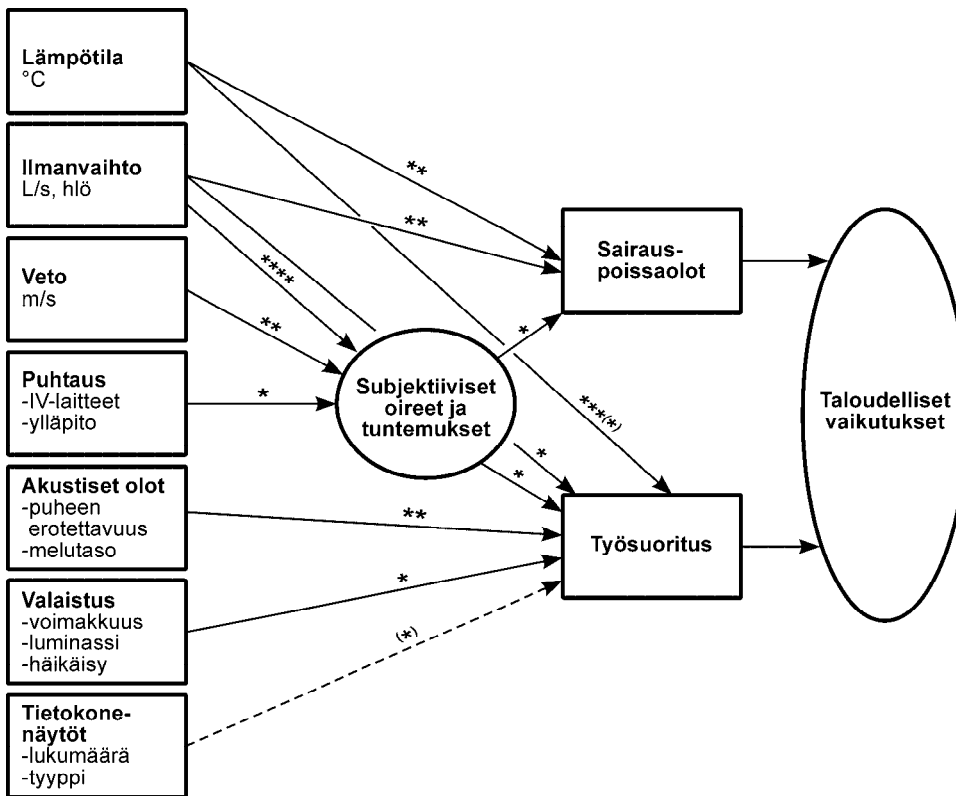 Lämpötila
°C
Ilmanvaihto
L/s, hlö
Veto
m/s
Puhtaus
-IV-laitteet
-ylläpito
Akustiset olot
-puheen
erotettavuus
-melutaso
Valaistus
-voimakkuus
-luminassi
-häikäisy
Tietokone-
näytöt
-lukumäärä
-tyyppi
**
**
****
**
*
*
***(*)
*
*
**
*
(*)
Subjektiiviset
oireet ja
tuntemukset
Sairaus-
poissaolot
Työsuoritus
Taloudelliset
vaikutukset